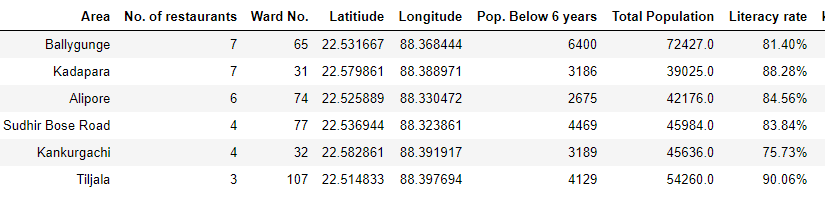 Area No. of restaurants Ward No. Latitiude Longitude Pop. Below 6 years Total Population Literacy rate
Ballygunge 7 65 22.531667 88.368444 6400 72427.0 81.40%
Kadapara 7 31 22.579861 88.388971 3186 39025.0 88.28%
Alipore 6 74 22.525889 88.330472 2675 42176.0 84.56%
Sudhir Bose Road 4 77 22.536944 88.323861 4469 45984.0 83.84%
Kankurgachi 4 32 22.582861 88.391917 3189 45636.0 75.73%
Tiljala 3 107 22.514833 88.397694 4129 54260.0 90.06%